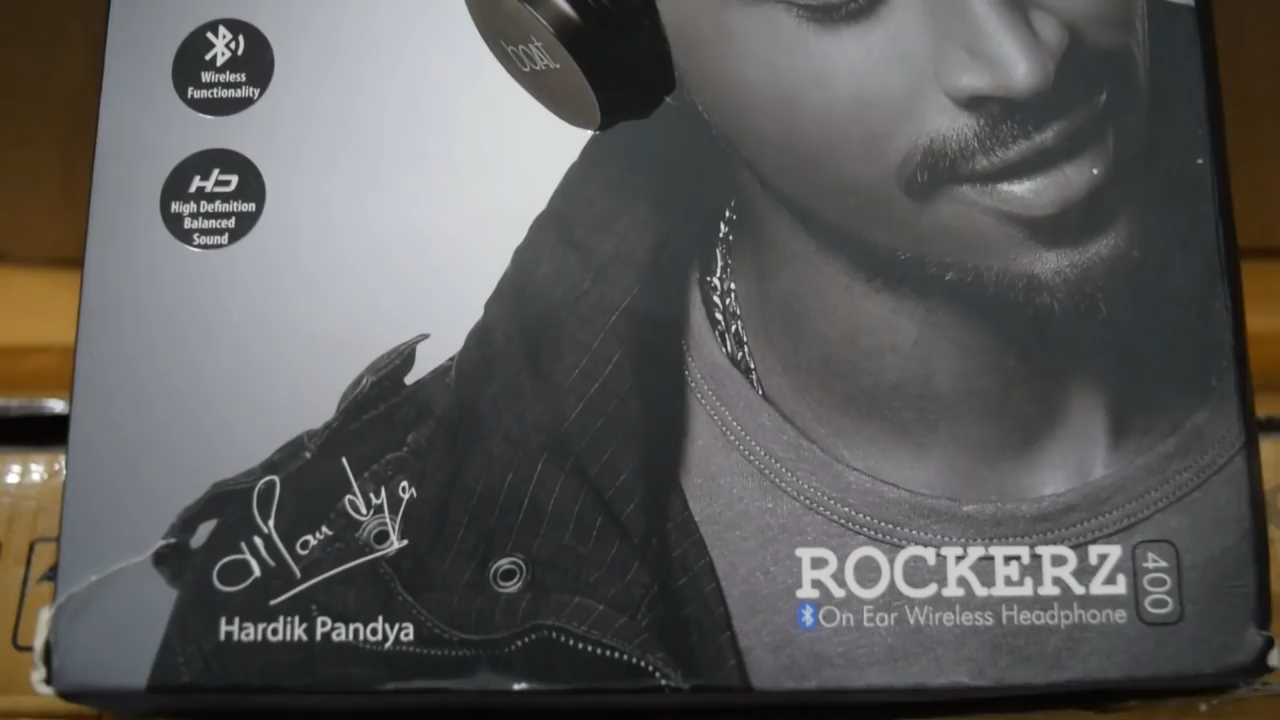 Wireless
Functionality
boAt
HD
High Definition
Balanced
Sound
Hardik Pandya
ROCKERZ 400
On Ear Wireless Headphone